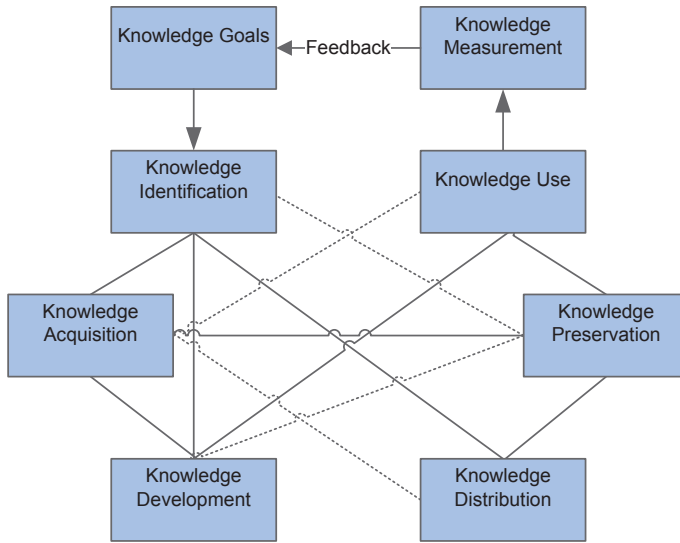 Knowledge Goals
Feedback
Knowledge
Measurement
Knowledge
Identification
Knowledge Use
Knowledge
Acquisition
Knowledge
Preservation
Knowledge
Development
Knowledge
Distribution